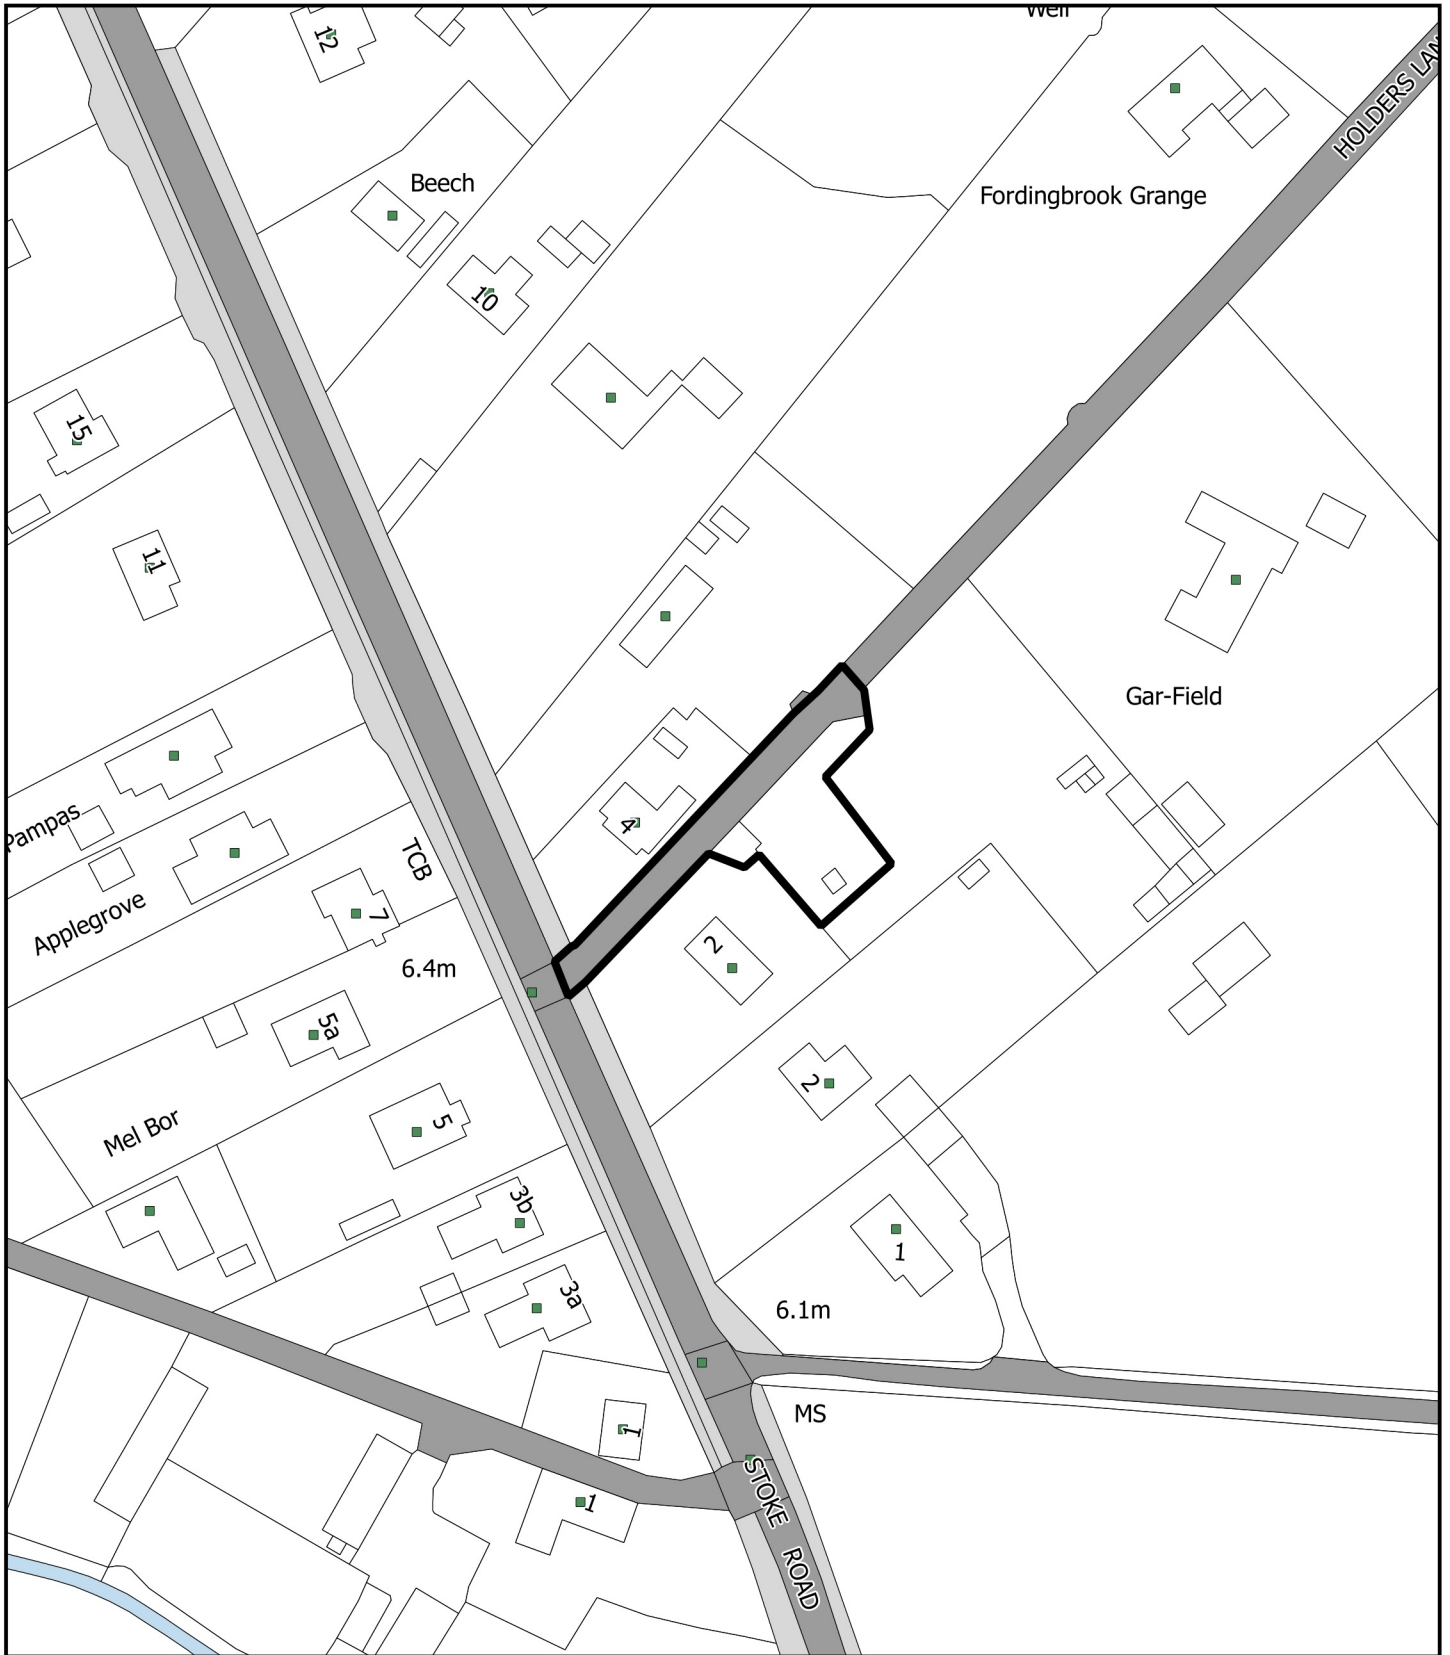 Well
12
HOLDERS LAN
Beech
Fordingbrook Grange
10
15
11
Gar-Field
Pampas
4
TCB
Applegrove
7
2
6.4m
5a
2
Mel Bor
5
3b
1
3a
6.1m
MS
1
1
STOKE ROAD